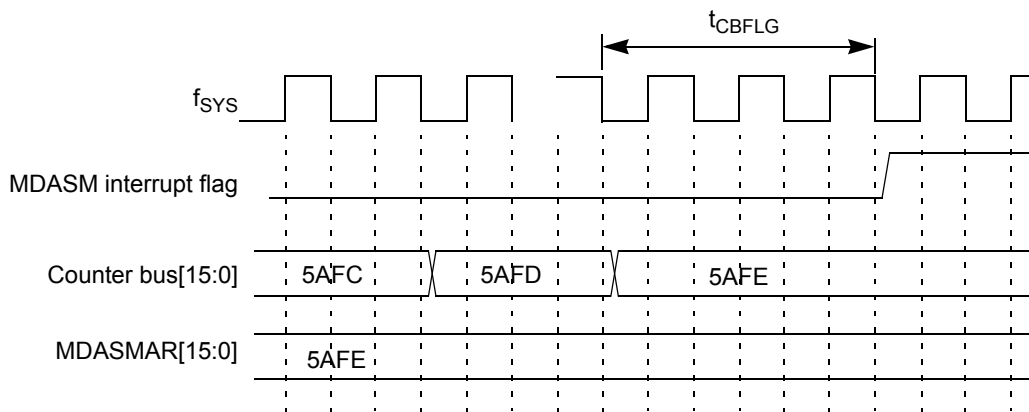 tCBFLG
fSYS
MDASM interrupt flag
Counter bus[15:0]
5AFC
5AFD
5AFE
MDASMAR[15:0]
5AFE